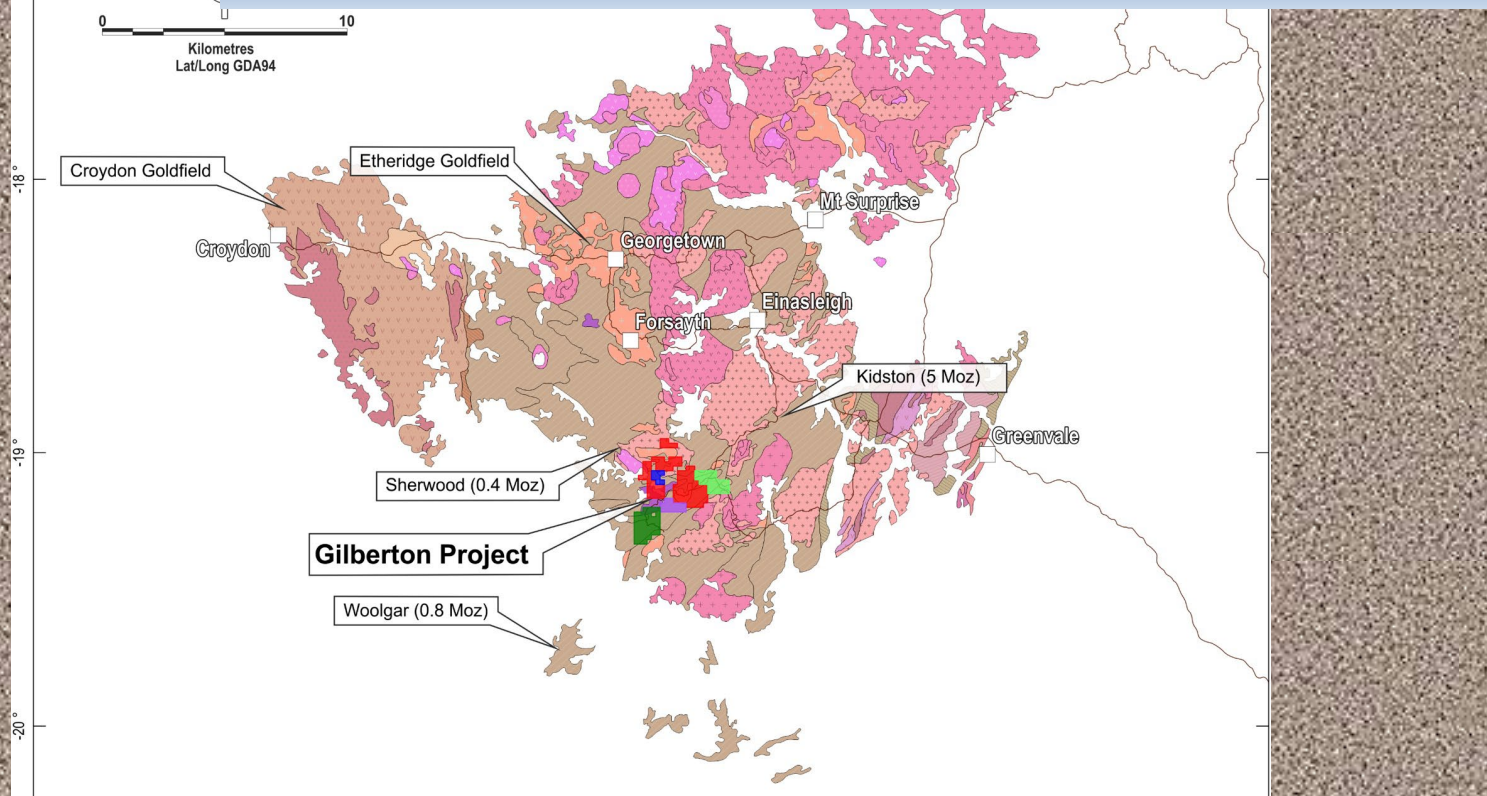 0 10
Kilometres
Lat/Long GDA94
-18°
Croydon Goldfield
Etheridge Goldfield
Mt Surprise
Croydon
Georgetown
Einasleigh
Forsayth
Kidston (5 Moz)
Greenvale
-19°
Sherwood (0.4 Moz)
Gilberton Project
Woolgar (0.8 Moz)
-20°